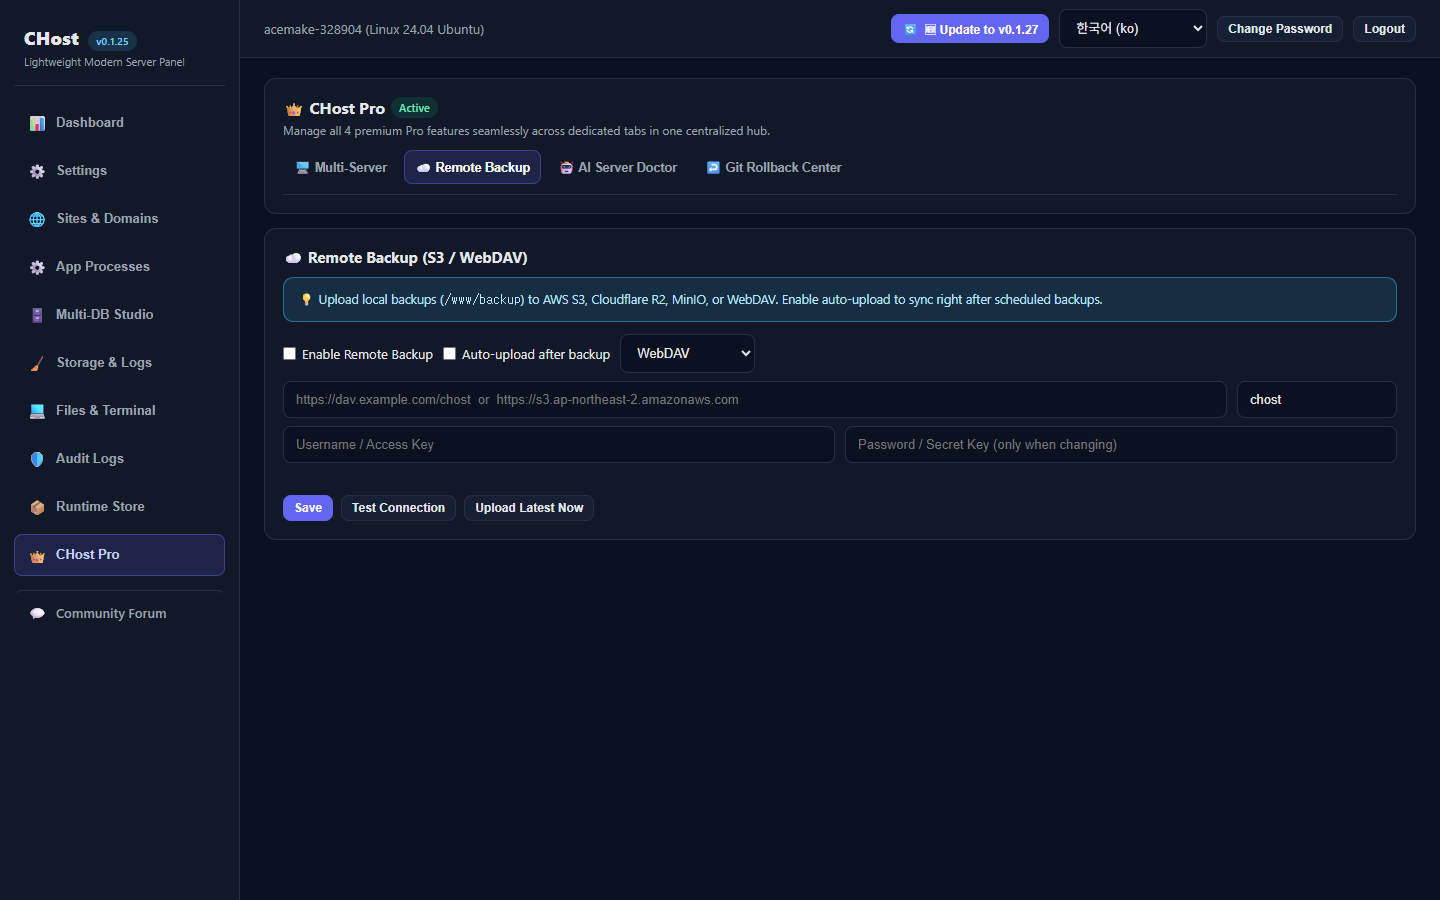 CHost v0.1.25
Lightweight Modern Server Panel
Dashboard
Settings
Sites & Domains
App Processes
Multi-DB Studio
Storage & Logs
Files & Terminal
Audit Logs
Runtime Store
CHost Pro
Community Forum
acemake-328904 (Linux 24.04 Ubuntu)
Update to v0.1.27
한국어 (ko)
Change Password
Logout
CHost Pro Active
Manage all 4 premium Pro features seamlessly across dedicated tabs in one centralized hub.
Multi-Server
Remote Backup
AI Server Doctor
Git Rollback Center
Remote Backup (S3 / WebDAV)
Upload local backups (/www/backup) to AWS S3, Cloudflare R2, MinIO, or WebDAV. Enable auto-upload to sync right after scheduled backups.
Enable Remote Backup
Auto-upload after backup
WebDAV
https://dav.example.com/chost or https://s3.ap-northeast-2.amazonaws.com
chost
Username / Access Key
Password / Secret Key (only when changing)
Save
Test Connection
Upload Latest Now